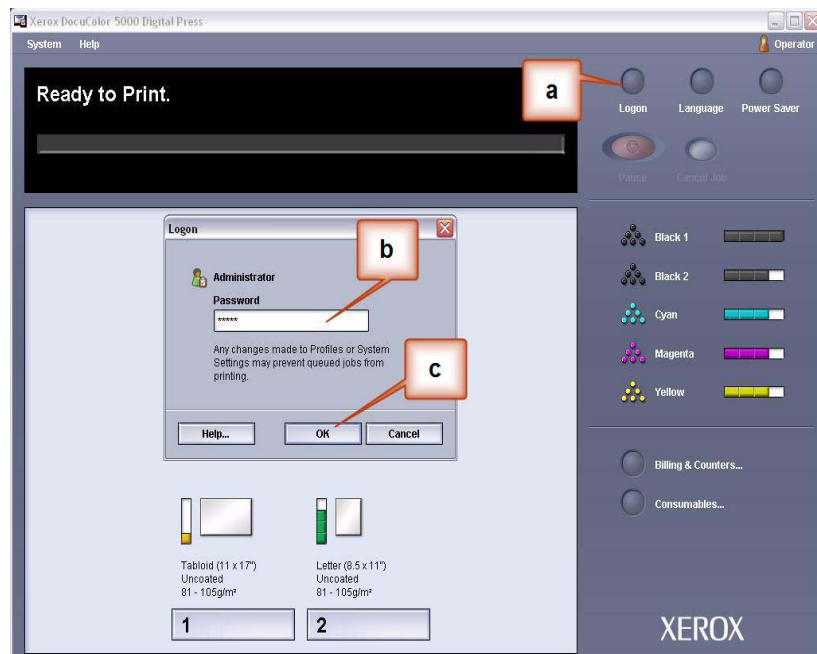 Xerox DocuColor 5000 Digital Press
System Help
Operator
Ready to Print.
a
Logon Language Power Saver
Pause Cancel Job
Logon
b
Administrator
Password
*****
Any changes made to Profiles or System
Settings may prevent queued jobs from
printing.
c
Help... OK Cancel
Black 1
Black 2
Cyan
Magenta
Yellow
Billing & Counters...
Consumables...
Tabloid (11 x 17")
Uncoated
81 - 105g/m²
1
Letter (8.5 x 11")
Uncoated
81 - 105g/m²
2
XEROX